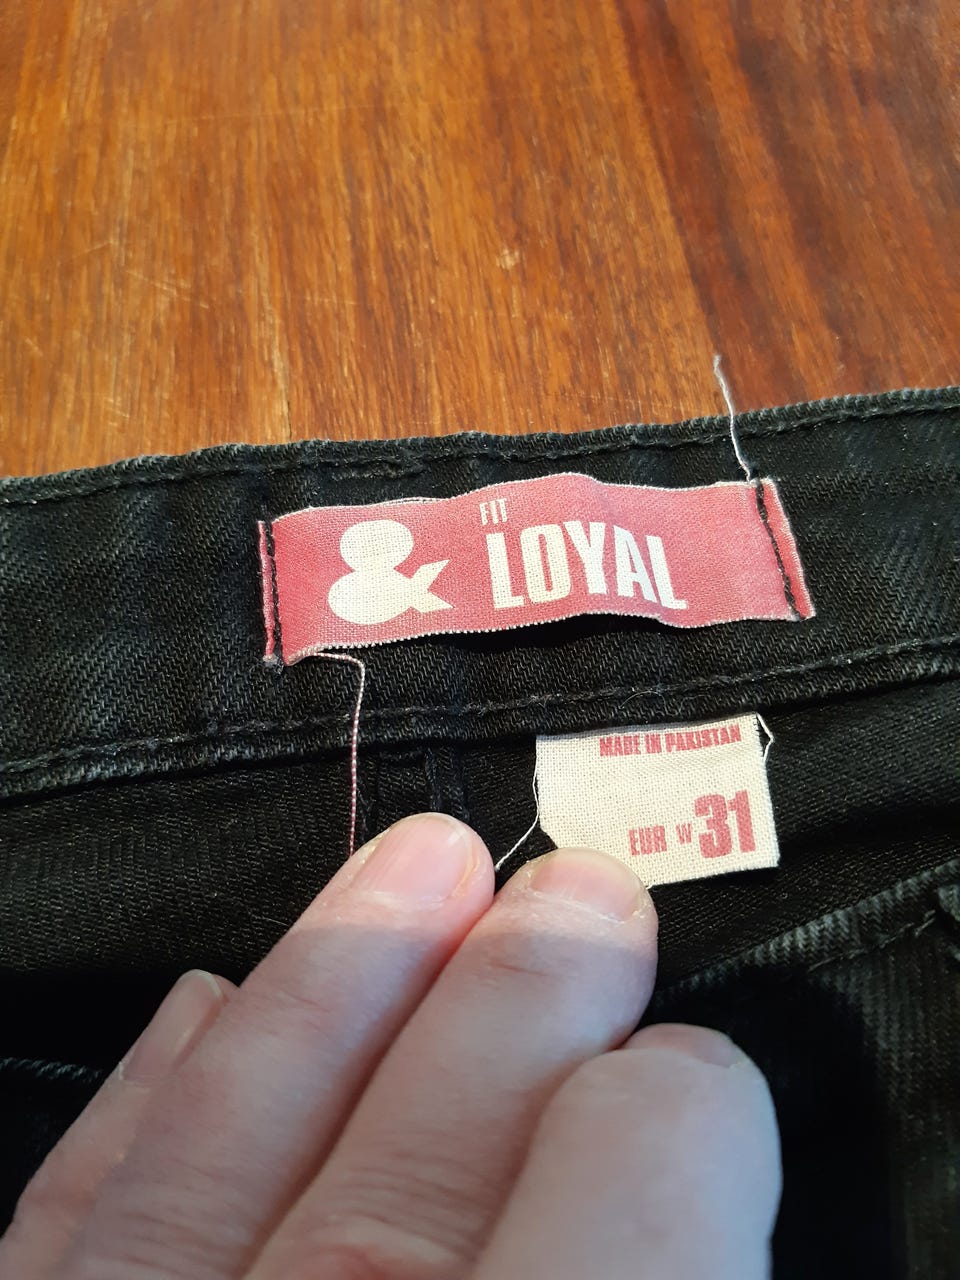 FIT
& LOYAL
MADE IN PAKISTAN
EUR W 31